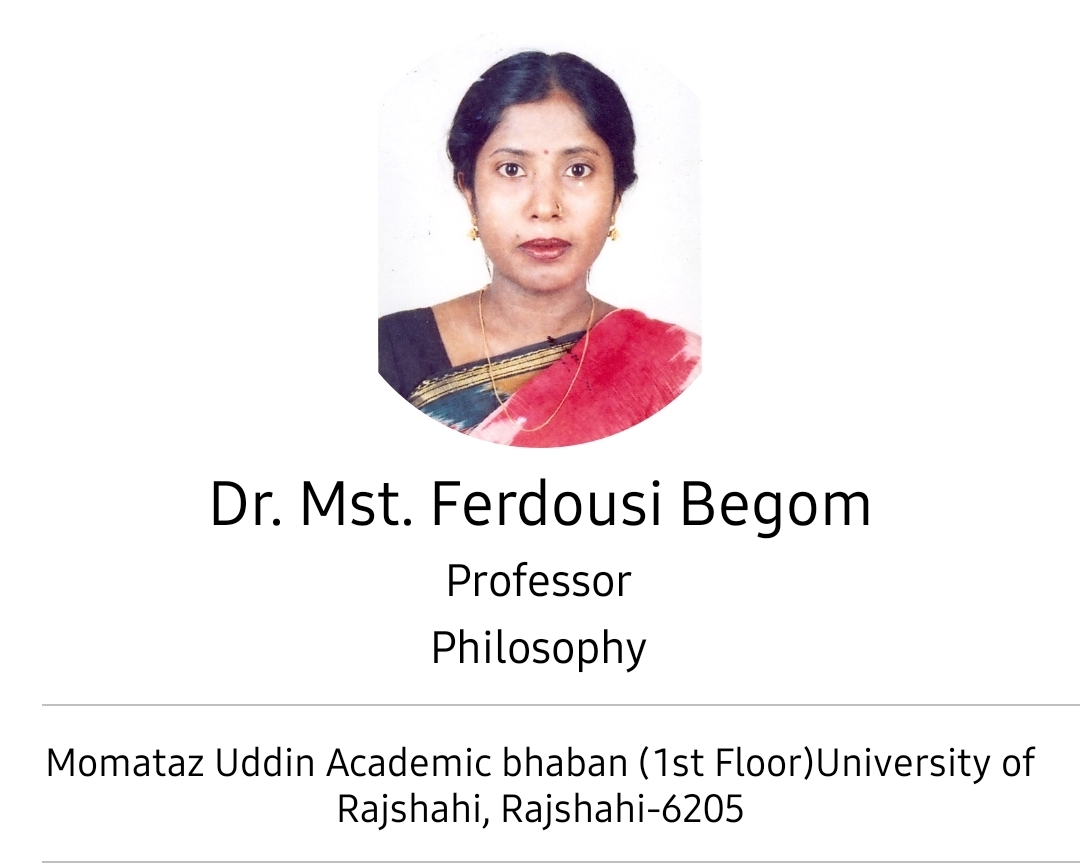 Dr. Mst. Ferdousi Begom
Professor
Philosophy
Momataz Uddin Academic bhaban (1st Floor)University of
Rajshahi, Rajshahi-6205